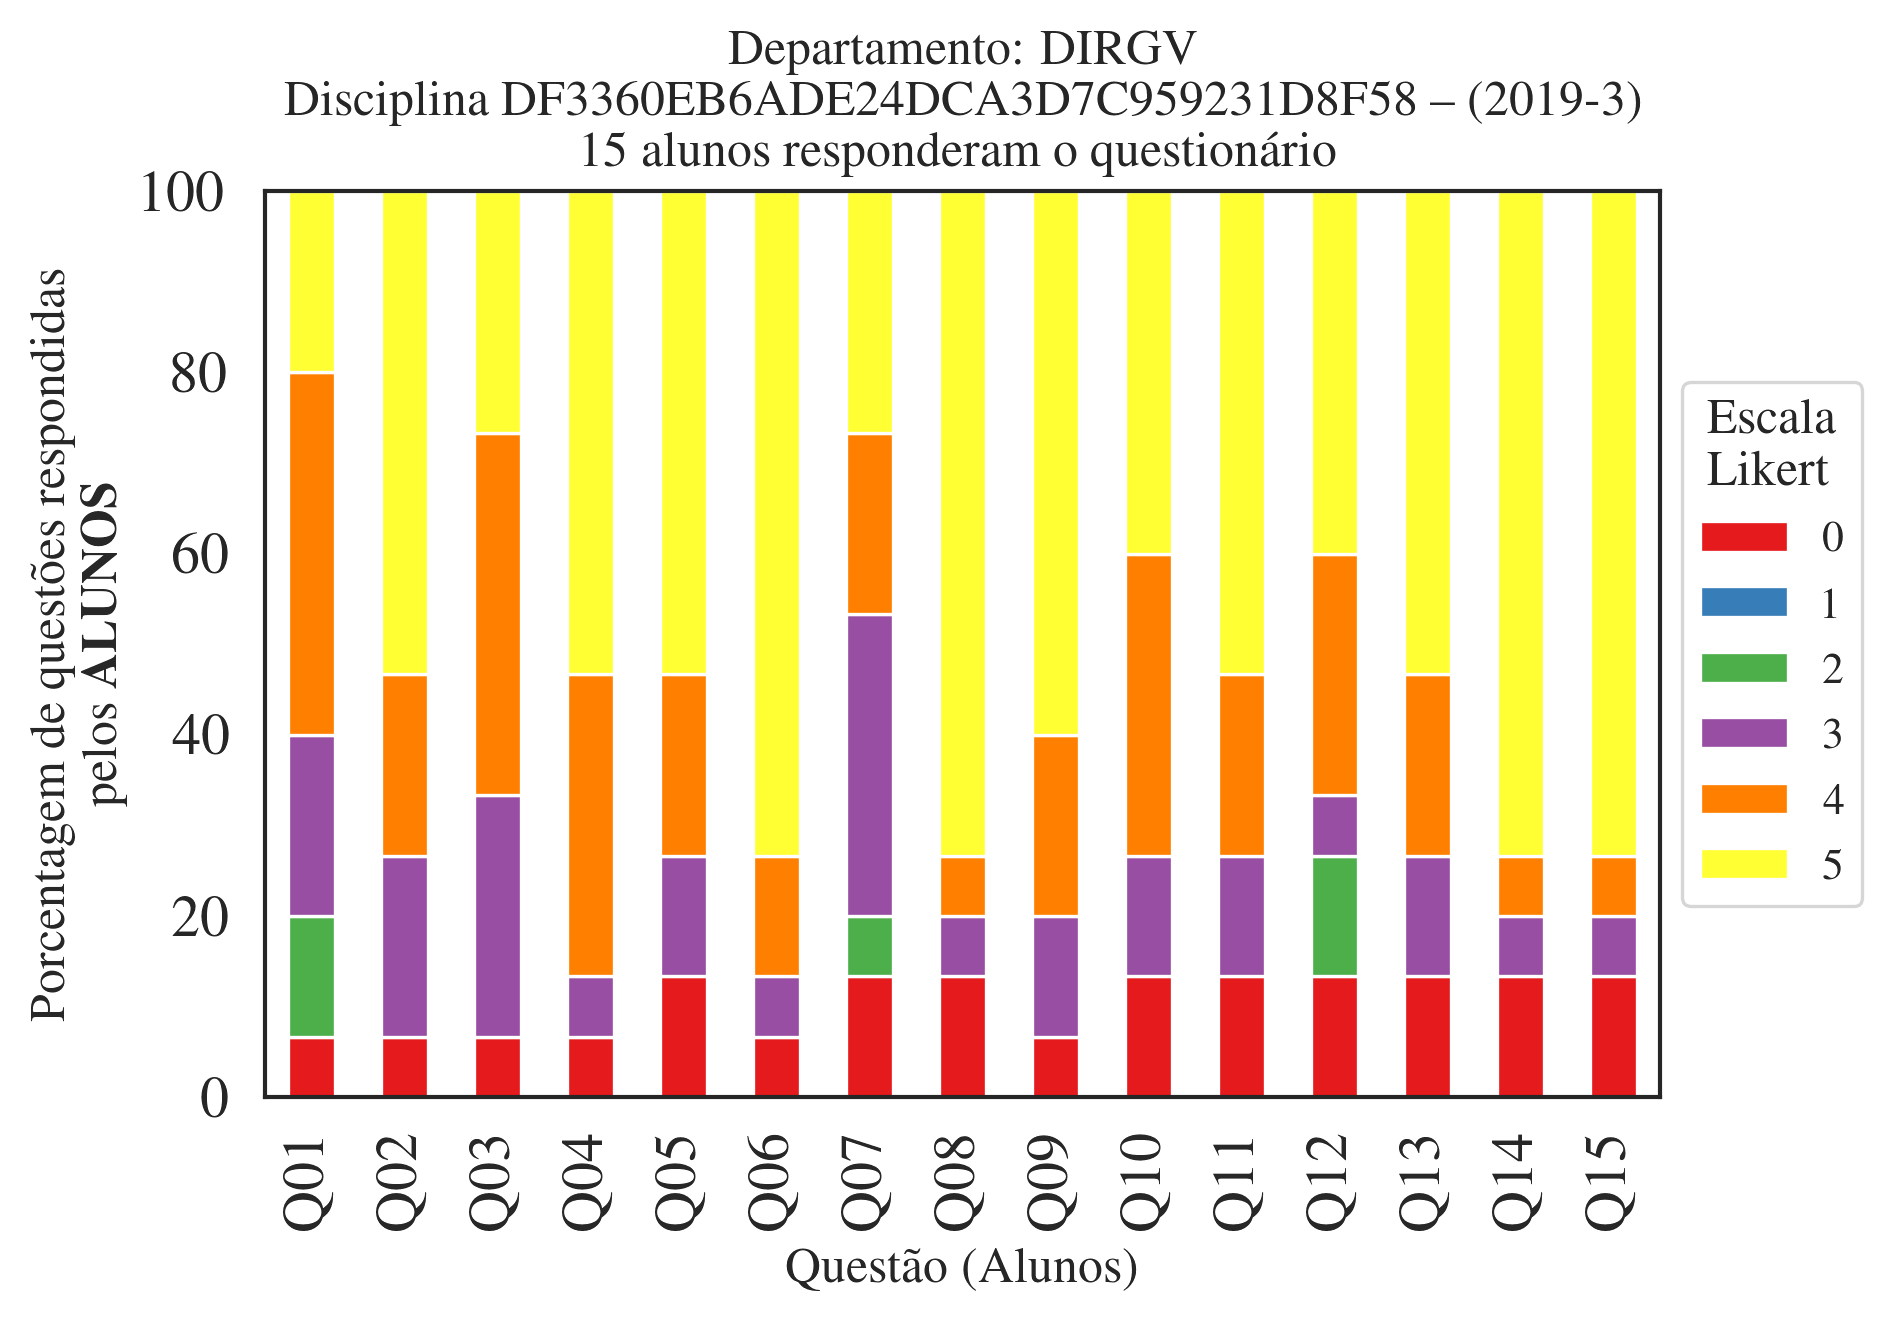 Departamento: DIRGV
Disciplina DF3360EB6ADE24DCA3D7C959231D8F58 – (2019-3)
15 alunos responderam o questionário
100
80
60
40
20
0
Porcentagem de questões respondidas
pelos ALUNOS
Q01
Q02
Q03
Q04
Q05
Q06
Q07
Q08
Q09
Q10
Q11
Q12
Q13
Q14
Q15
Questão (Alunos)
Escala
Likert
0
1
2
3
4
5